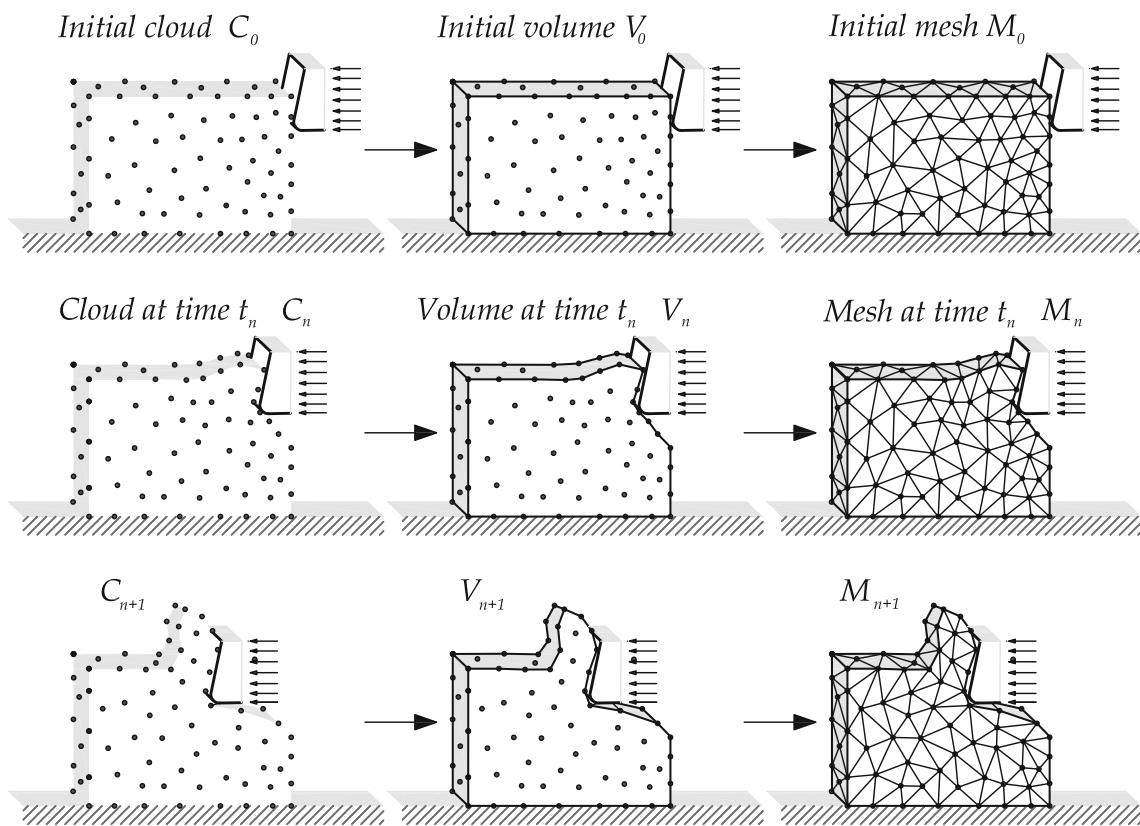 Initial cloud C₀
Initial volume V₀
Initial mesh M₀
Cloud at time tₙ Cₙ
Volume at time tₙ Vₙ
Mesh at time tₙ Mₙ
Cₙ₊₁
Vₙ₊₁
Mₙ₊₁